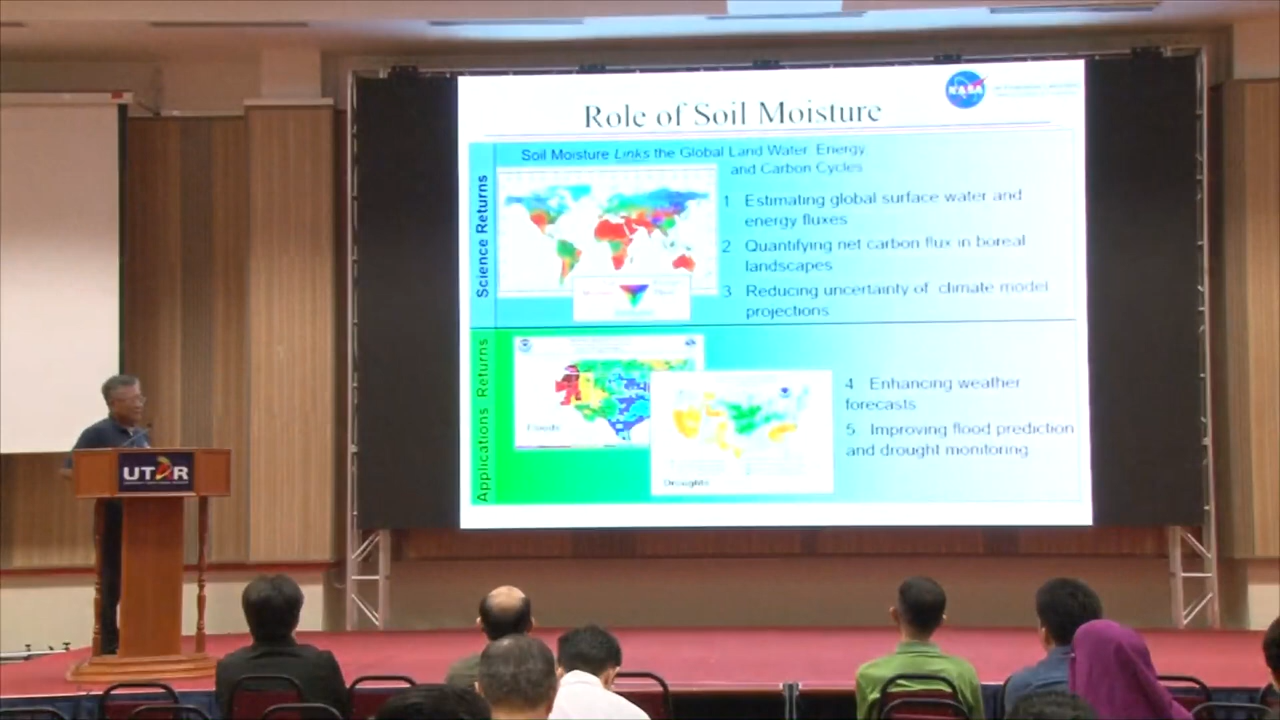 NASA
Role of Soil Moisture
Soil Moisture Links the Global Land Water Energy
and Carbon Cycles
Science Returns
1 Estimating global surface water and
energy fluxes
2 Quantifying net carbon flux in boreal
landscapes
3 Reducing uncertainty of climate model
projections
Applications Returns
Floods
Droughts
4 Enhancing weather
forecasts
5 Improving flood prediction
and drought monitoring
UTAR